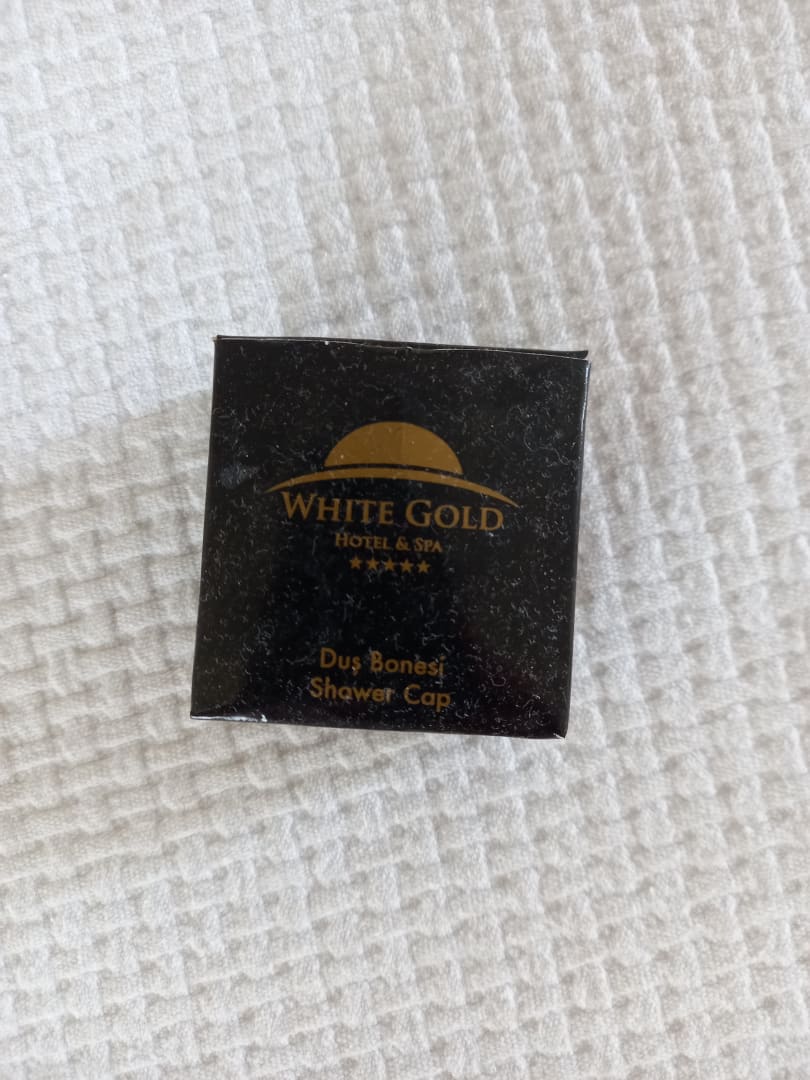 WHITE GOLD
HOTEL & SPA
★★★★★
Duş Bonesi
Shower Cap